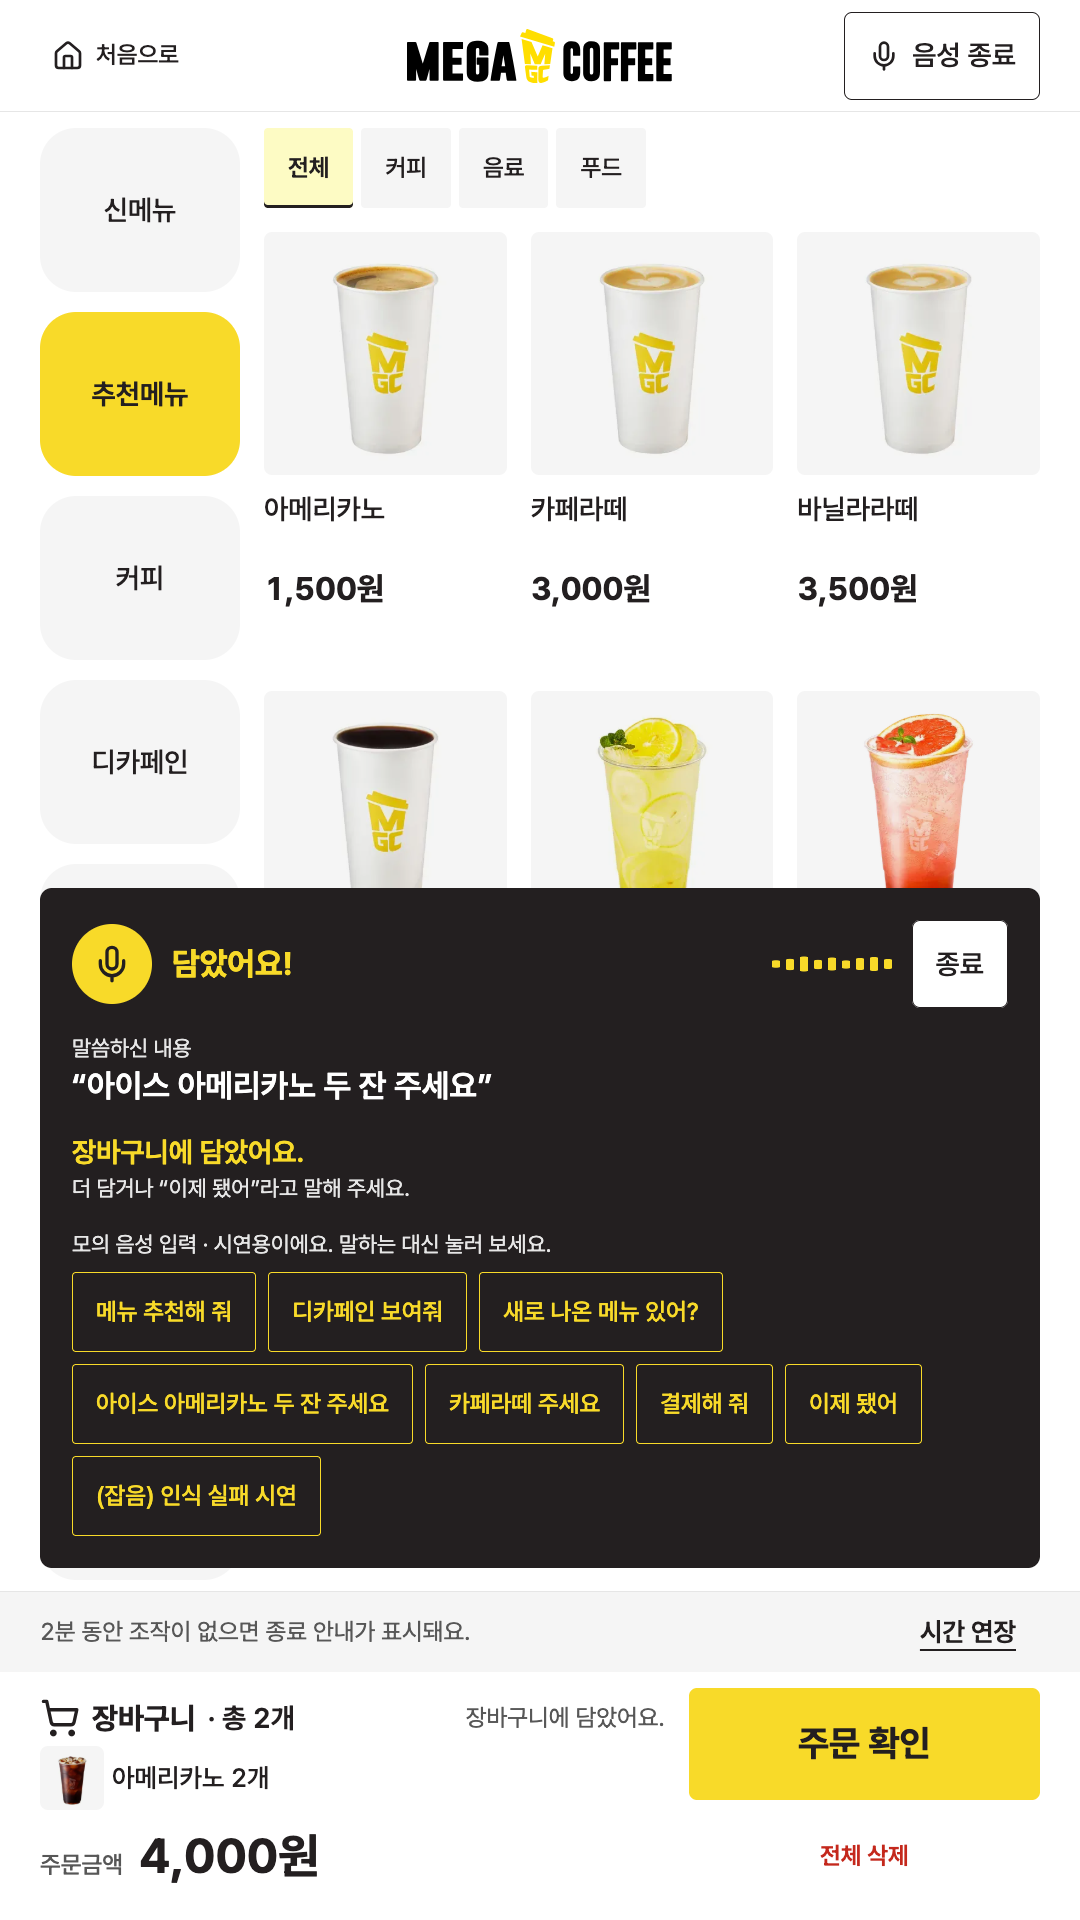 처음으로
MEGA MGC COFFEE
음성 종료
신메뉴
추천메뉴
커피
디카페인
전체
커피
음료
푸드
MGC
MGC
MGC
아메리카노
카페라떼
바닐라라떼
1,500원
3,000원
3,500원
MGC
MGC
MGC
담았어요!
종료
말씀하신 내용
“아이스 아메리카노 두 잔 주세요”
장바구니에 담았어요.
더 담거나 “이제 됐어”라고 말해 주세요.
모의 음성 입력 · 시연용이에요. 말하는 대신 눌러 보세요.
메뉴 추천해 줘
디카페인 보여줘
새로 나온 메뉴 있어?
아이스 아메리카노 두 잔 주세요
카페라떼 주세요
결제해 줘
이제 됐어
(잡음) 인식 실패 시연
2분 동안 조작이 없으면 종료 안내가 표시돼요.
시간 연장
장바구니 · 총 2개
장바구니에 담았어요.
주문 확인
아메리카노 2개
주문금액 4,000원
전체 삭제